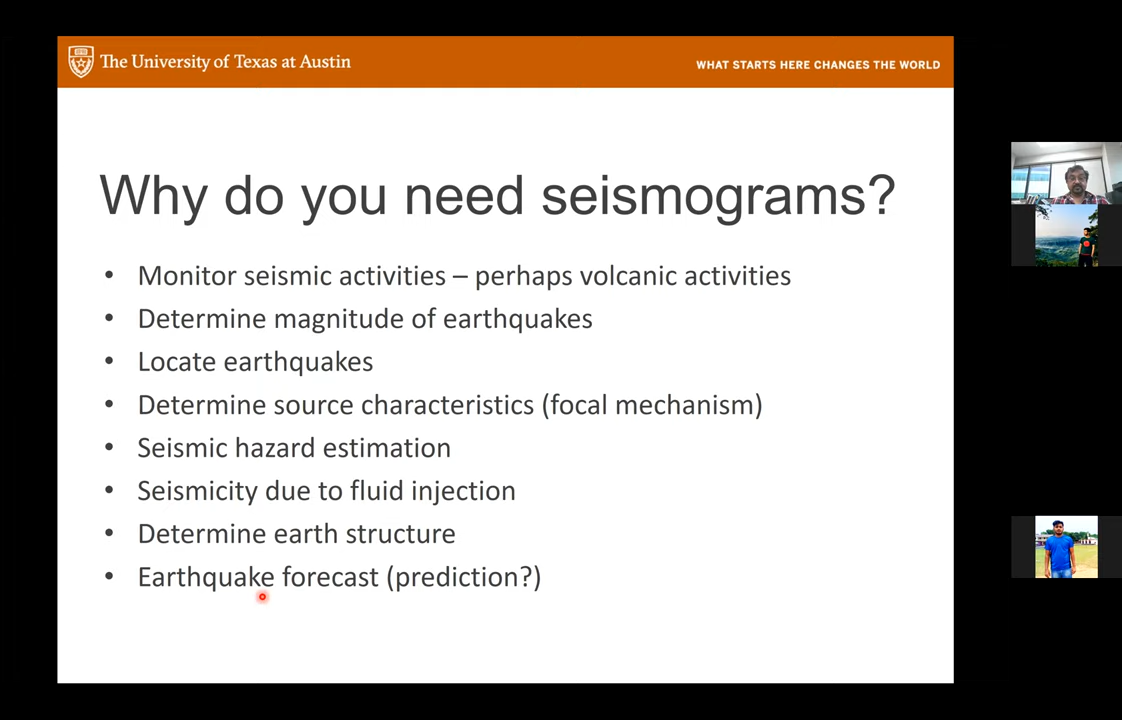 The University of Texas at Austin
WHAT STARTS HERE CHANGES THE WORLD
Why do you need seismograms?
• Monitor seismic activities – perhaps volcanic activities
• Determine magnitude of earthquakes
• Locate earthquakes
• Determine source characteristics (focal mechanism)
• Seismic hazard estimation
• Seismicity due to fluid injection
• Determine earth structure
• Earthquake forecast (prediction?)